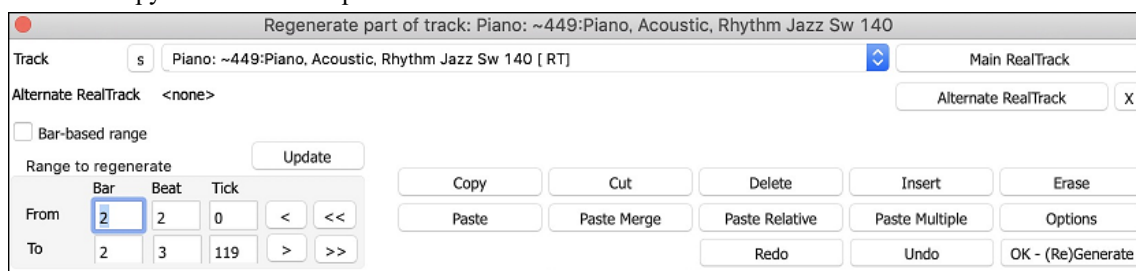 Regenerate part of track: Piano: ~449:Piano, Acoustic, Rhythm Jazz Sw 140
Track s Piano: ~449:Piano, Acoustic, Rhythm Jazz Sw 140 [ RT] Main RealTrack
Alternate RealTrack <none> Alternate RealTrack X
Bar-based range
Range to regenerate Update
Bar Beat Tick
Copy Cut Delete Insert Erase
From 2 2 0 < << Paste Paste Merge Paste Relative Paste Multiple Options
To 2 3 119 > >> Redo Undo OK - (Re)Generate